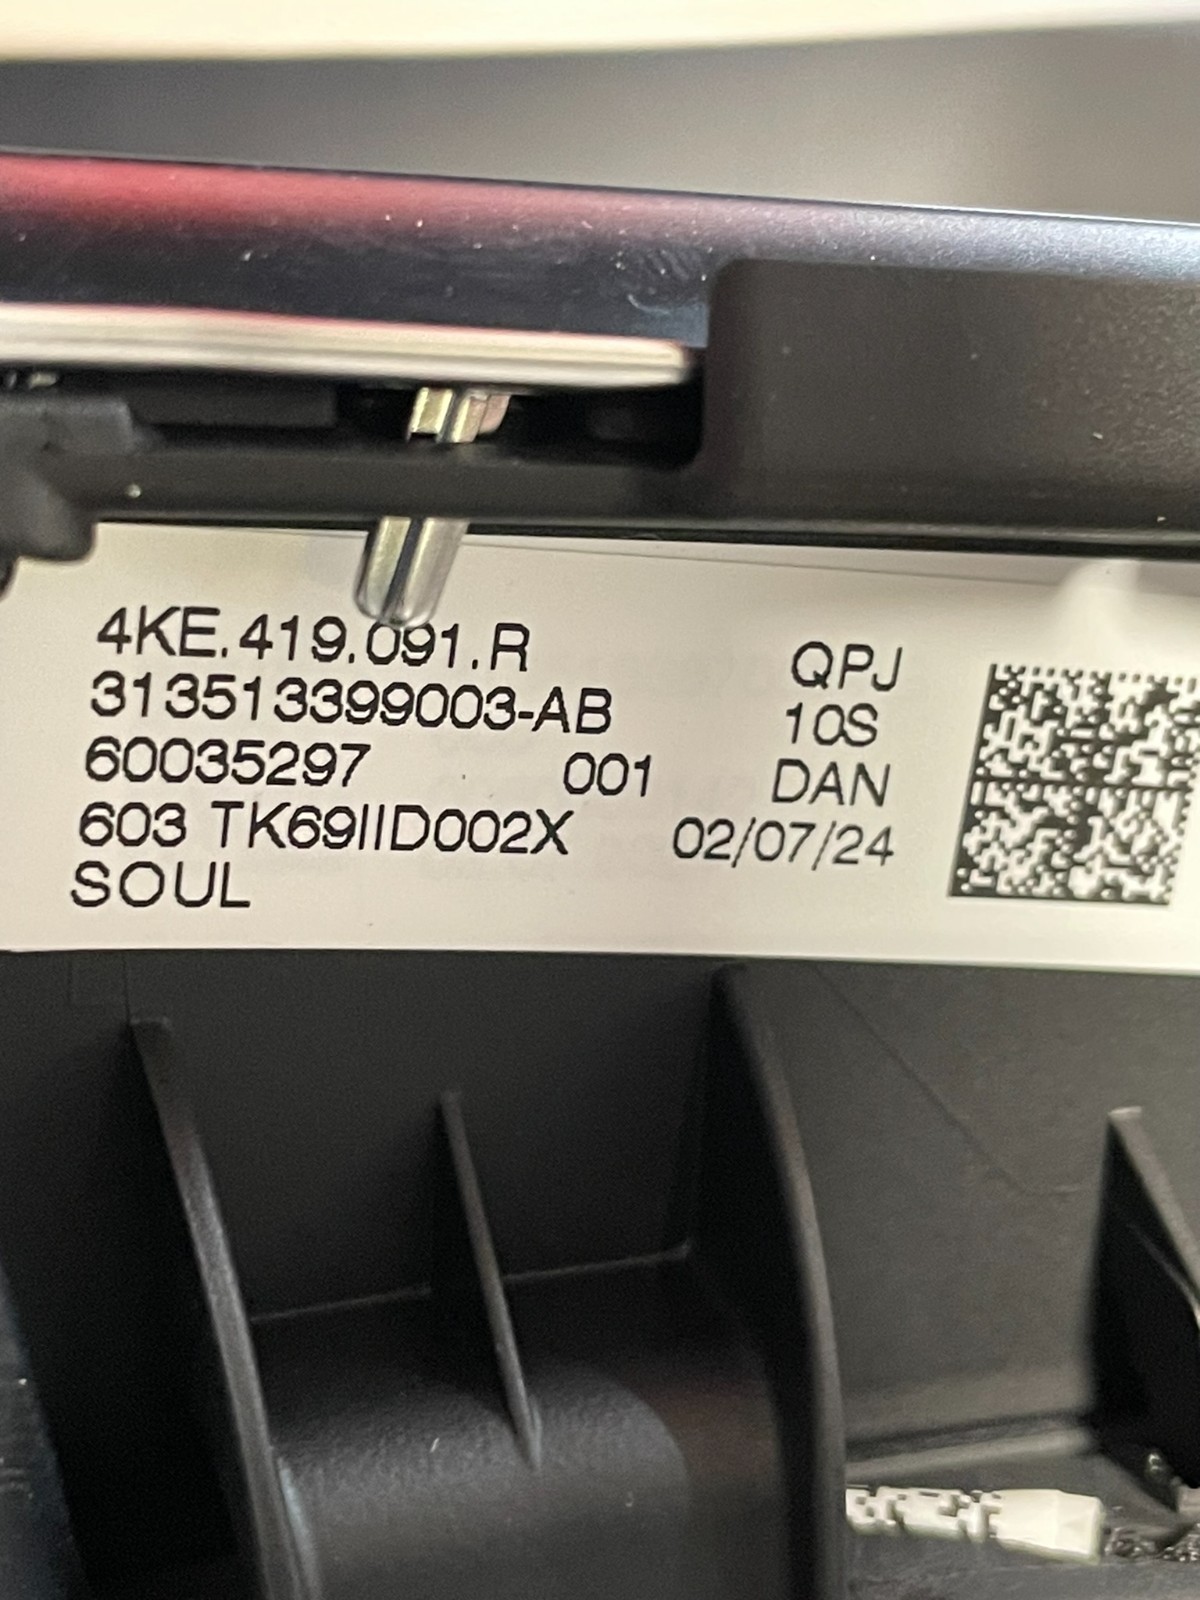 4KE.419.091.R QPJ
313513399003-AB 10S
60035297 001 DAN
603 TK69IID002X 02/07/24
SOUL